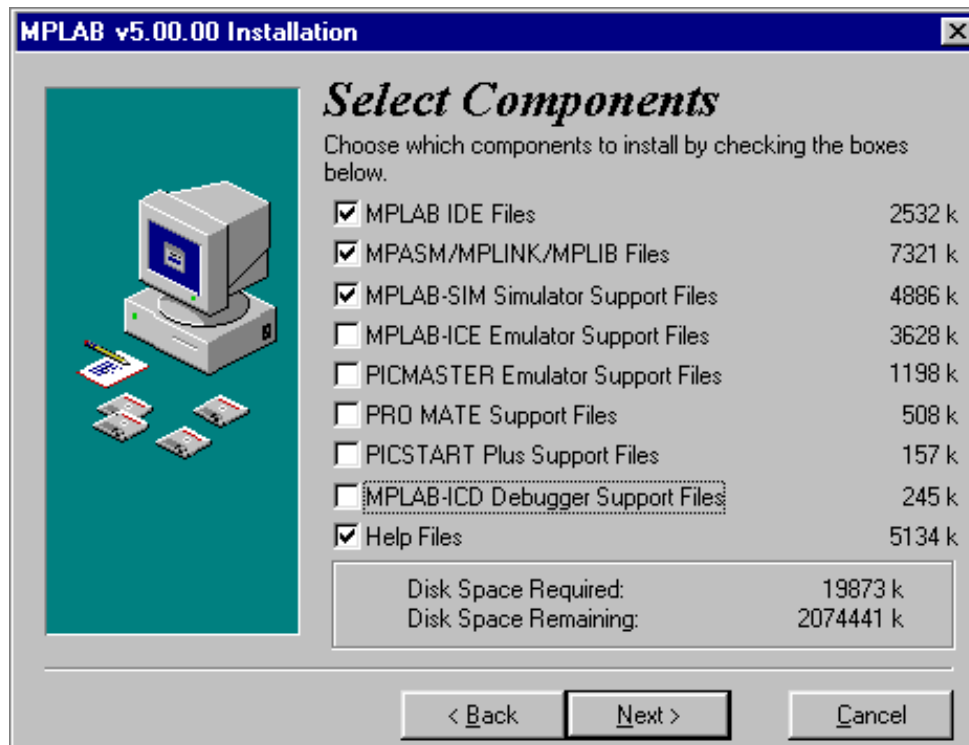 MPLAB v5.00.00 Installation
Select Components
Choose which components to install by checking the boxes
below.
MPLAB IDE Files 2532 k
MPASM/MPLINK/MPLIB Files 7321 k
MPLAB-SIM Simulator Support Files 4886 k
MPLAB-ICE Emulator Support Files 3628 k
PICMASTER Emulator Support Files 1198 k
PRO MATE Support Files 508 k
PICSTART Plus Support Files 157 k
MPLAB-ICD Debugger Support Files 245 k
Help Files 5134 k
Disk Space Required: 19873 k
Disk Space Remaining: 2074441 k
< Back Next > Cancel